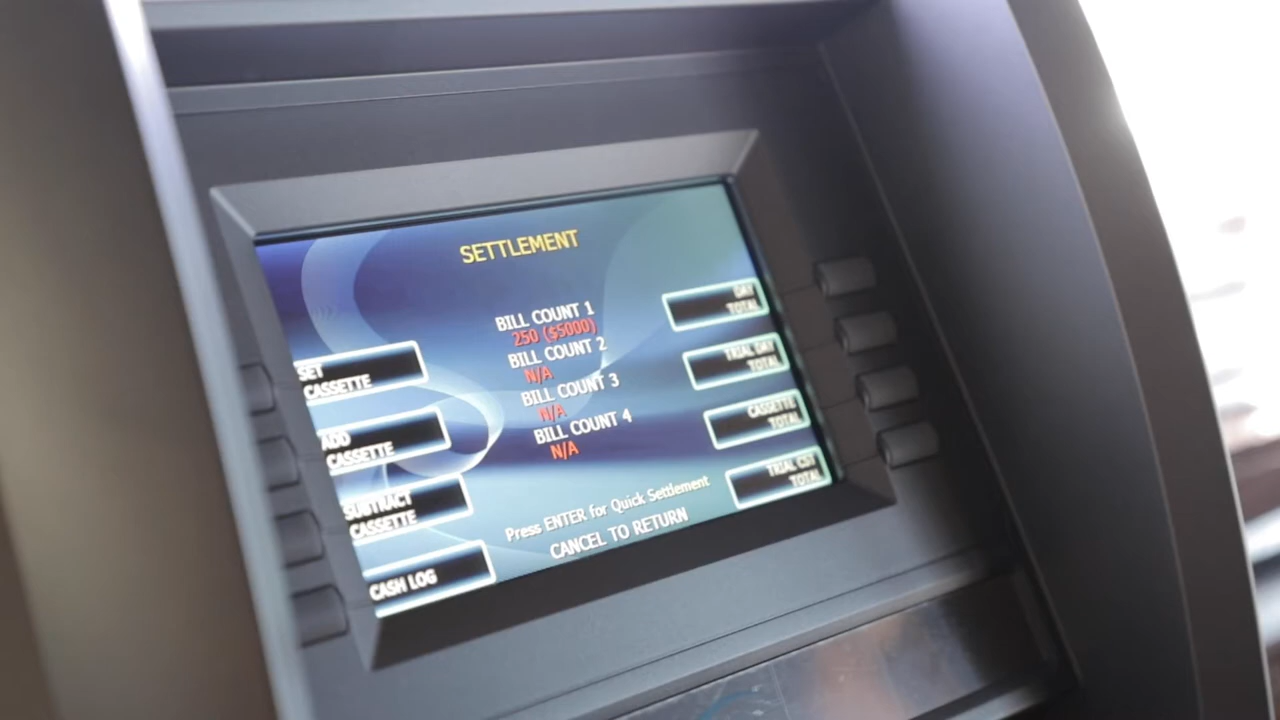 SETTLEMENT
BILL COUNT 1
250 ($5000)
BILL COUNT 2
N/A
BILL COUNT 3
N/A
BILL COUNT 4
N/A
SET
CASSETTE
ADD
CASSETTE
SUBTRACT
CASSETTE
CASH LOG
DAY
TOTAL
TRIAL DAY
TOTAL
CASSETTE
TOTAL
TRIAL CST
TOTAL
Press ENTER for Quick Settlement
CANCEL TO RETURN